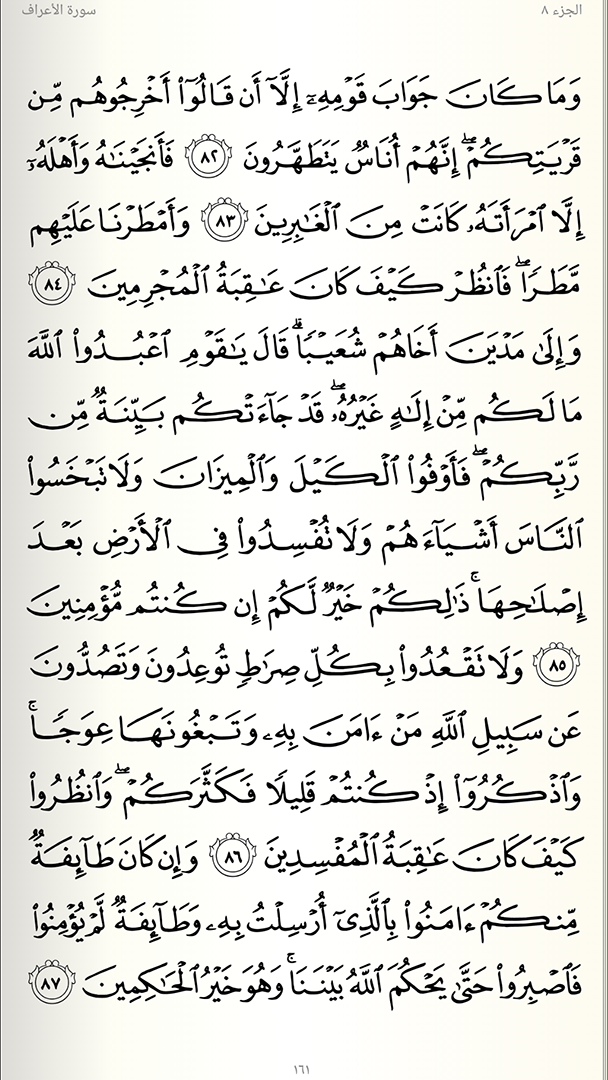 الجزء ٨
سورة الأعراف
وَمَا كَانَ جَوَابَ قَوْمِهِۦٓ إِلَّآ أَن قَالُوٓا۟ أَخْرِجُوهُم مِّن
قَرْيَتِكُمْ ۖ إِنَّهُمْ أُنَاسٌ يَتَطَهَّرُونَ ٨٢ فَأَنجَيْنَـٰهُ وَأَهْلَهُۥٓ
إِلَّا ٱمْرَأَتَهُۥ كَانَتْ مِنَ ٱلْغَـٰبِرِينَ ٨٣ وَأَمْطَرْنَا عَلَيْهِم
مَّطَرًا ۖ فَٱنظُرْ كَيْفَ كَانَ عَـٰقِبَةُ ٱلْمُجْرِمِينَ ٨٤
وَإِلَىٰ مَدْيَنَ أَخَاهُمْ شُعَيْبًا ۗ قَالَ يَـٰقَوْمِ ٱعْبُدُوا۟ ٱللَّهَ
مَا لَكُم مِّنْ إِلَـٰهٍ غَيْرُهُۥ ۖ قَدْ جَآءَتْكُم بَيِّنَةٌ مِّن
رَّبِّكُمْ ۖ فَأَوْفُوا۟ ٱلْكَيْلَ وَٱلْمِيزَانَ وَلَا تَبْخَسُوا۟
ٱلنَّاسَ أَشْيَآءَهُمْ وَلَا تُفْسِدُوا۟ فِى ٱلْأَرْضِ بَعْدَ
إِصْلَـٰحِهَا ۚ ذَٰلِكُمْ خَيْرٌ لَّكُمْ إِن كُنتُم مُّؤْمِنِينَ
٨٥ وَلَا تَقْعُدُوا۟ بِكُلِّ صِرَٰطٍ تُوعِدُونَ وَتَصُدُّونَ
عَن سَبِيلِ ٱللَّهِ مَنْ ءَامَنَ بِهِۦ وَتَبْغُونَهَا عِوَجًا ۚ
وَٱذْكُرُوٓا۟ إِذْ كُنتُمْ قَلِيلًا فَكَثَّرَكُمْ ۖ وَٱنظُرُوا۟
كَيْفَ كَانَ عَـٰقِبَةُ ٱلْمُفْسِدِينَ ٨٦ وَإِن كَانَ طَآئِفَةٌ
مِّنكُمْ ءَامَنُوا۟ بِٱلَّذِىٓ أُرْسِلْتُ بِهِۦ وَطَآئِفَةٌ لَّمْ يُؤْمِنُوا۟
فَٱصْبِرُوا۟ حَتَّىٰ يَحْكُمَ ٱللَّهُ بَيْنَنَا ۚ وَهُوَ خَيْرُ ٱلْحَـٰكِمِينَ ٨٧
١٦١